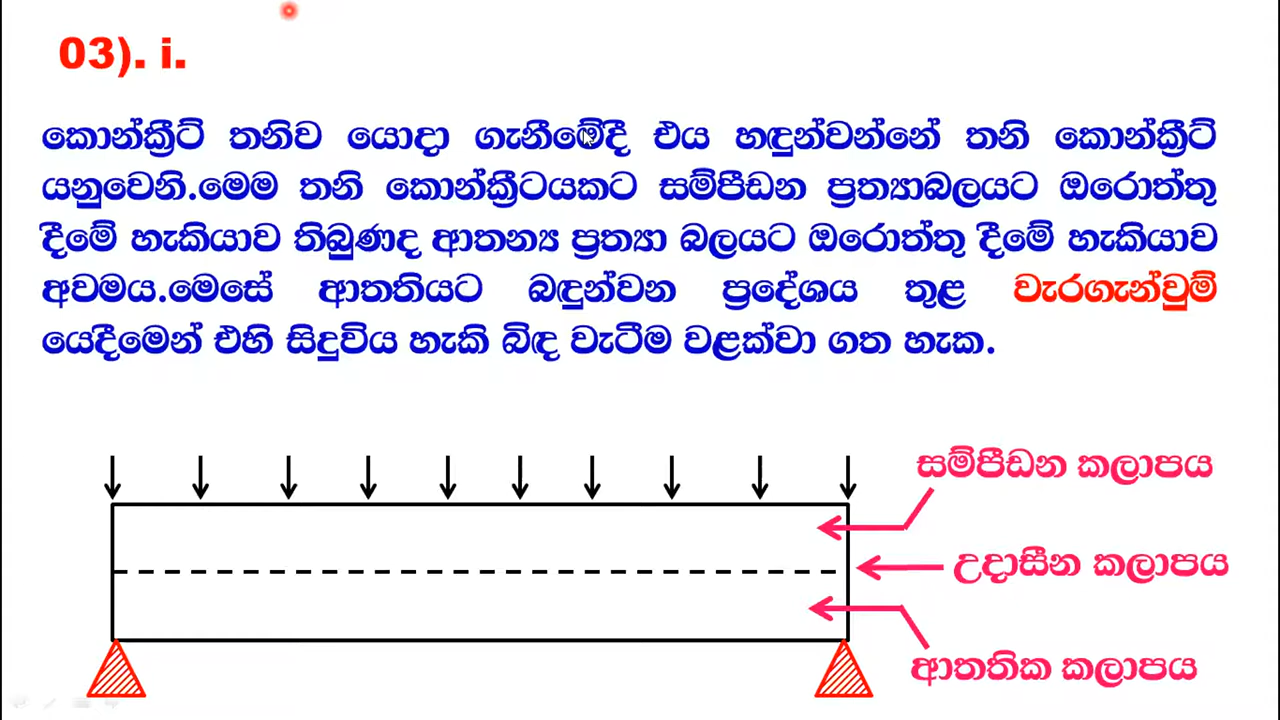 03). i.
කොන්ක්‍රීට් තනිව යොදා ගැනීමේදී එය හඳුන්වන්නේ තනි කොන්ක්‍රීට්
යනුවෙනි.මෙම තනි කොන්ක්‍රීටයකට සම්පීඩන ප්‍රත්‍යාබලයට ඔරොත්තු
දීමේ හැකියාව තිබුණද ආතන්‍ය ප්‍රත්‍යා බලයට ඔරොත්තු දීමේ හැකියාව
අවමය.මෙසේ ආතතියට බඳුන්වන ප්‍රදේශය තුළ වැරගැන්වුම්
යෙදීමෙන් එහි සිදුවිය හැකි බිඳ වැටීම වළක්වා ගත හැක.
සම්පීඩන කලාපය
උදාසීන කලාපය
ආතතික කලාපය